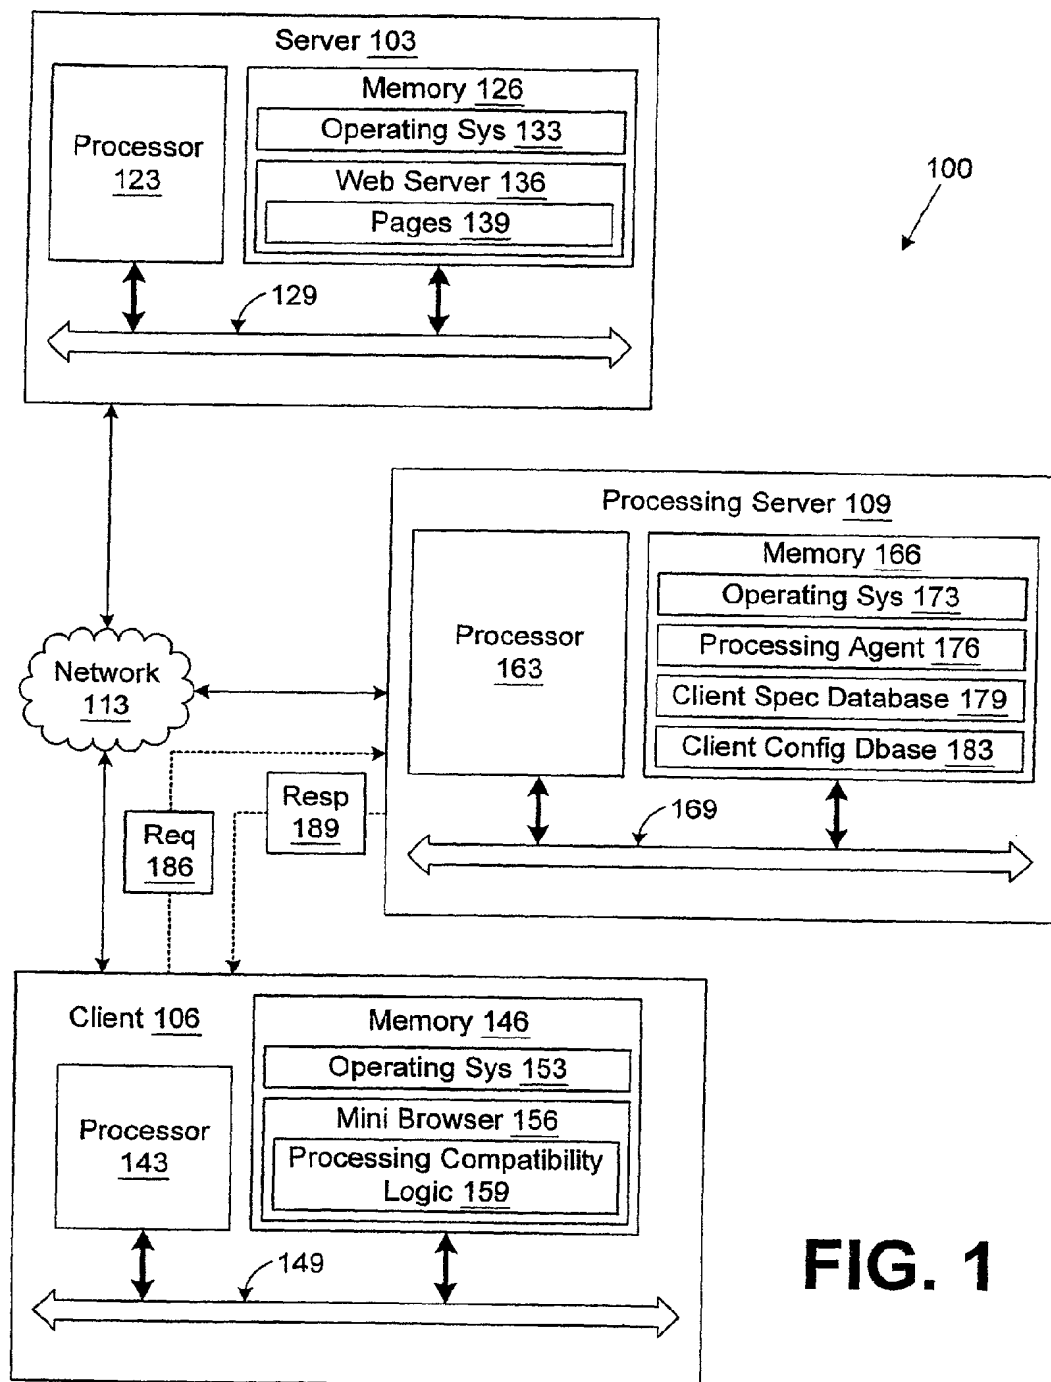 Server 103
Processor
123
Memory 126
Operating Sys 133
Web Server 136
Pages 139
129
100
Processing Server 109
Processor
163
Memory 166
Operating Sys 173
Processing Agent 176
Client Spec Database 179
Client Config Dbase 183
169
Network
113
Req
186
Resp
189
Client 106
Processor
143
Memory 146
Operating Sys 153
Mini Browser 156
Processing Compatibility
Logic 159
149
FIG. 1